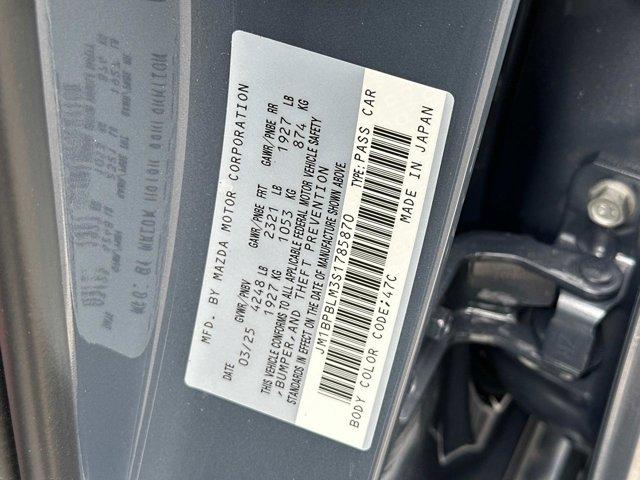 MFD. BY MAZDA MOTOR CORPORATION
DATE GVWR/PNBV GAWR/PNBE FRT GAWR/PNBE RR
03/25 4248 LB 2321 LB 1927 LB
1927 KG 1053 KG 874 KG
THIS VEHICLE CONFORMS TO ALL APPLICABLE FEDERAL MOTOR VEHICLE SAFETY
BUMPER, AND THEFT PREVENTION
STANDARDS IN EFFECT ON THE DATE OF MANUFACTURE SHOWN ABOVE
JM1BPBLM3S1785870 TYPE: PASS CAR
BODY COLOR CODE:47C MADE IN JAPAN